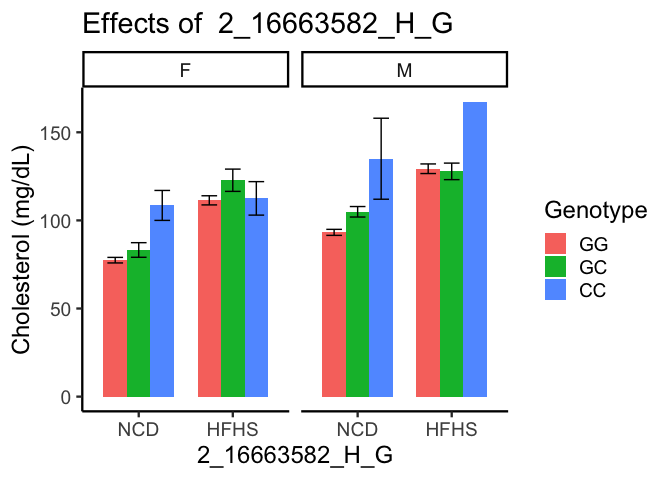 Effects of  2_16663582_H_G
F
M
Cholesterol (mg/dL)
150
100
50
0
NCD
HFHS
NCD
HFHS
2_16663582_H_G
Genotype
GG
GC
CC